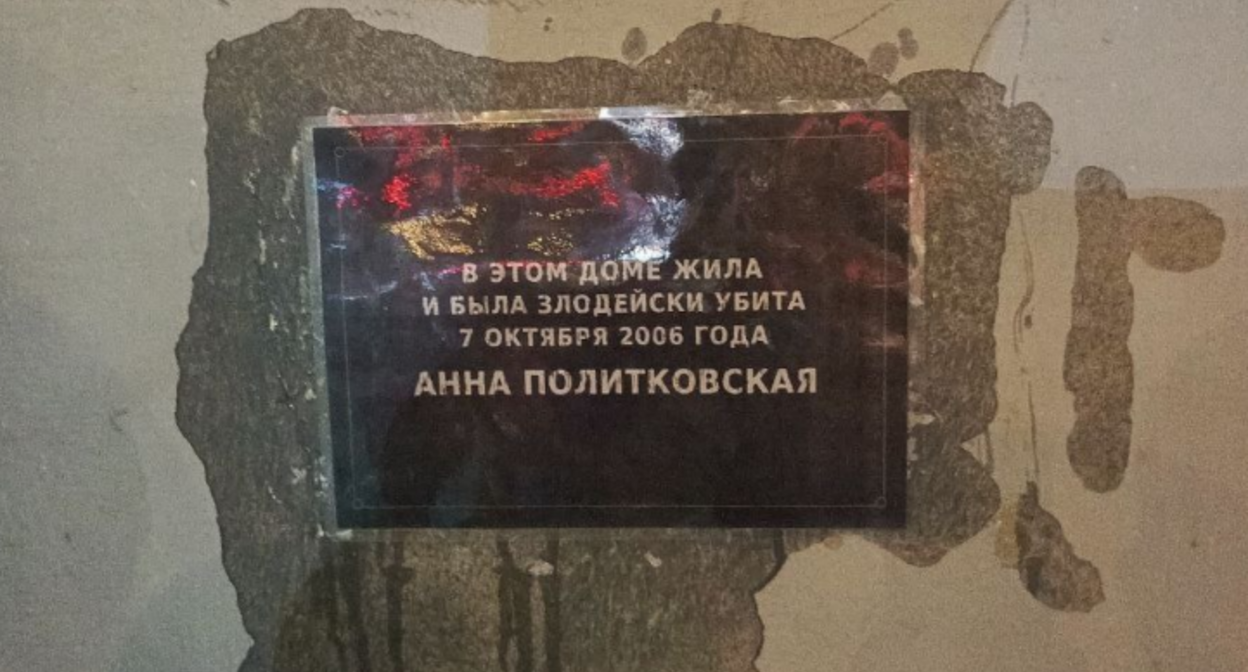 В ЭТОМ ДОМЕ ЖИЛА
И БЫЛА ЗЛОДЕЙСКИ УБИТА
7 ОКТЯБРЯ 2006 ГОДА
АННА ПОЛИТКОВСКАЯ